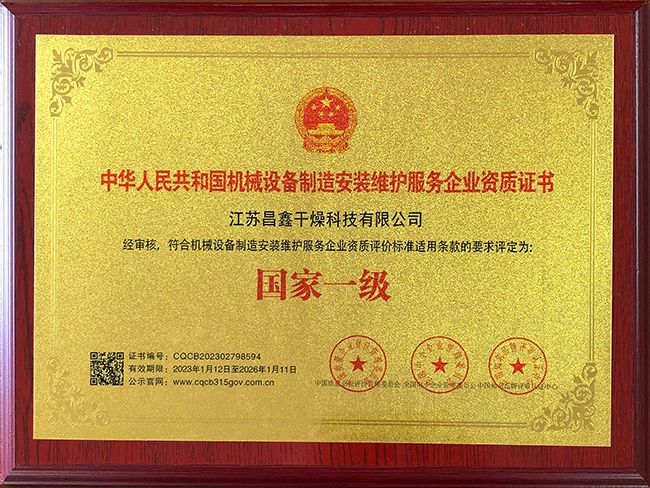 中华人民共和国机械设备制造安装维护服务企业资质证书
江苏昌鑫干燥科技有限公司
经审核，符合机械设备制造安装维护服务企业资质评价标准适用条款的要求评定为：
国家一级
证书编号：CQCB202302798594
有效期限：2023年1月12日至2026年1月11日
公示官网：www.cqcb315gov.com.cn